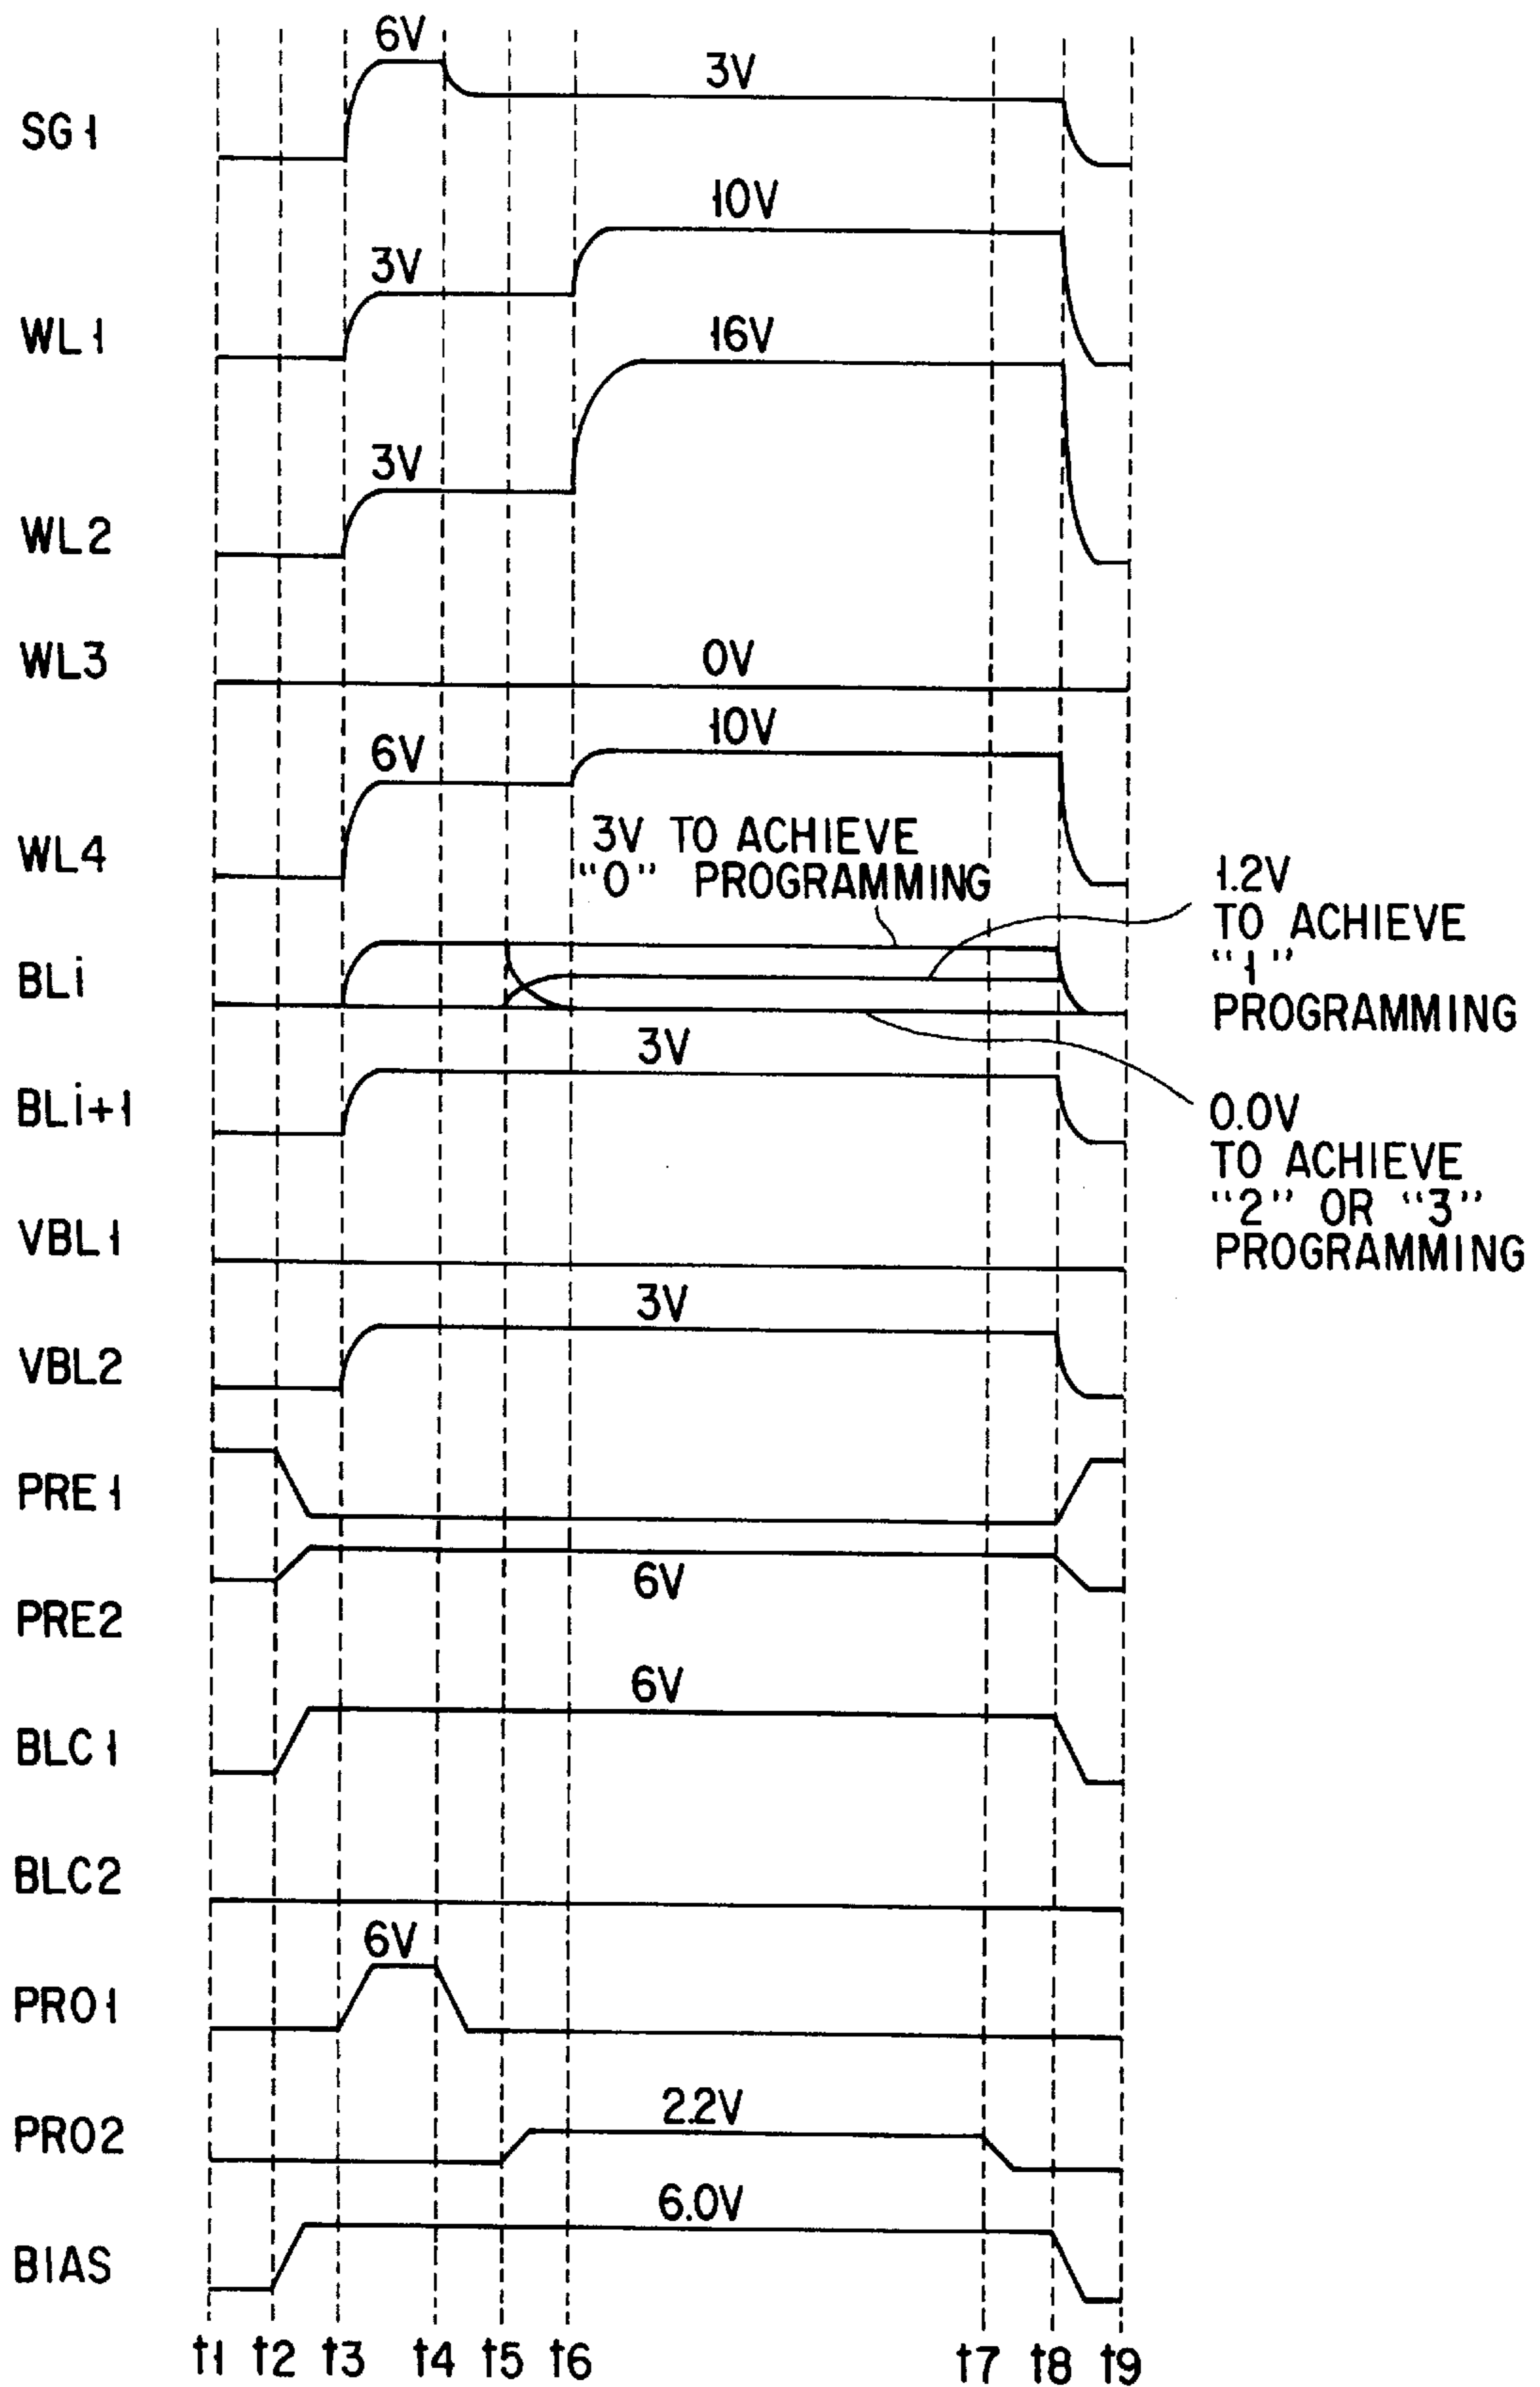 6V
3V
SG1
10V
3V
WL1
16V
3V
WL2
WL3
0V
10V
6V
3V TO ACHIEVE
"0" PROGRAMMING
WL4
1.2V
TO ACHIEVE
"1"
PROGRAMMING
BLi
3V
BLi+1
0.0V
TO ACHIEVE
"2" OR "3"
PROGRAMMING
VBL1
3V
VBL2
PRE1
6V
PRE2
6V
BLC1
BLC2
6V
PRO1
2.2V
PRO2
6.0V
BIAS
t1 t2 t3 t4 t5 t6 t7 t8 t9